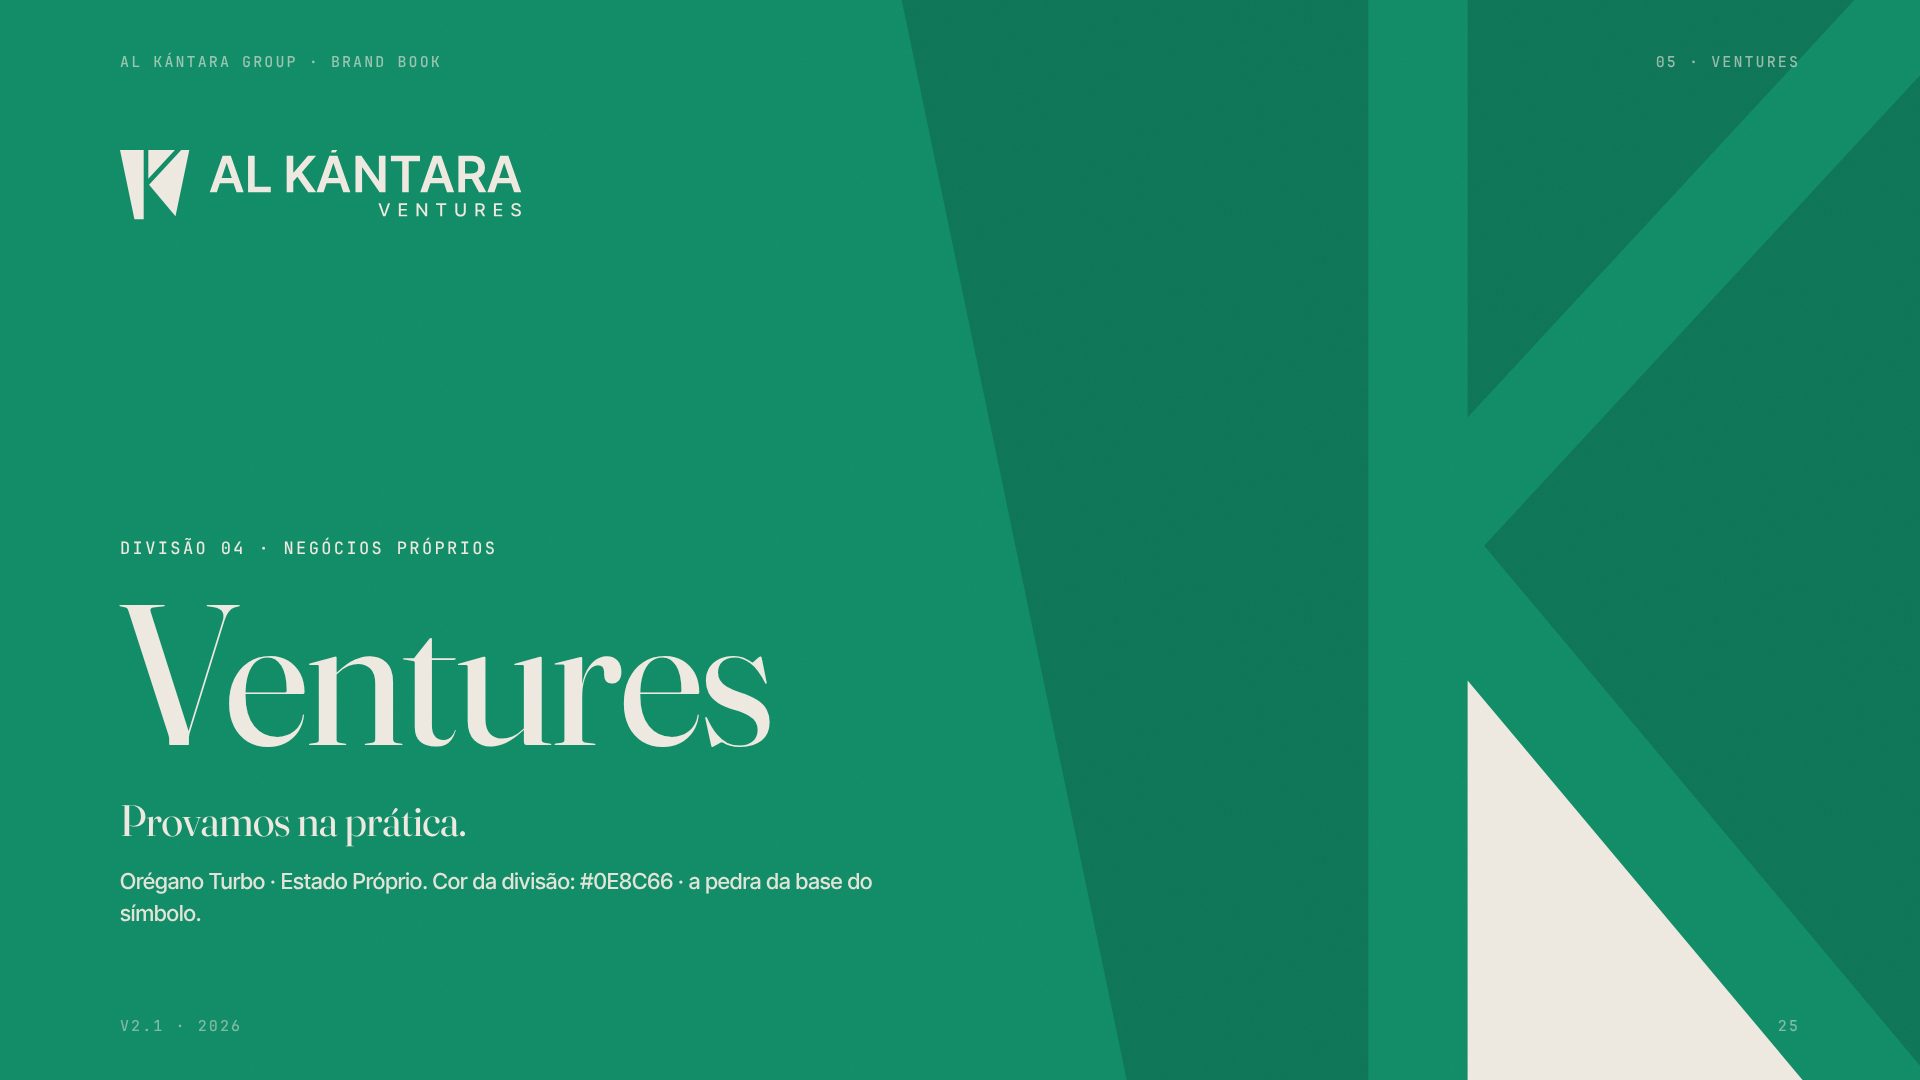 AL KÁNTARA GROUP · BRAND BOOK
05 · VENTURES
AL KÁNTARA
VENTURES
DIVISÃO 04 · NEGÓCIOS PRÓPRIOS
Ventures
Provamos na prática.
Orégano Turbo · Estado Próprio. Cor da divisão: #0E8C66 · a pedra da base do
símbolo.
V2.1 · 2026
25